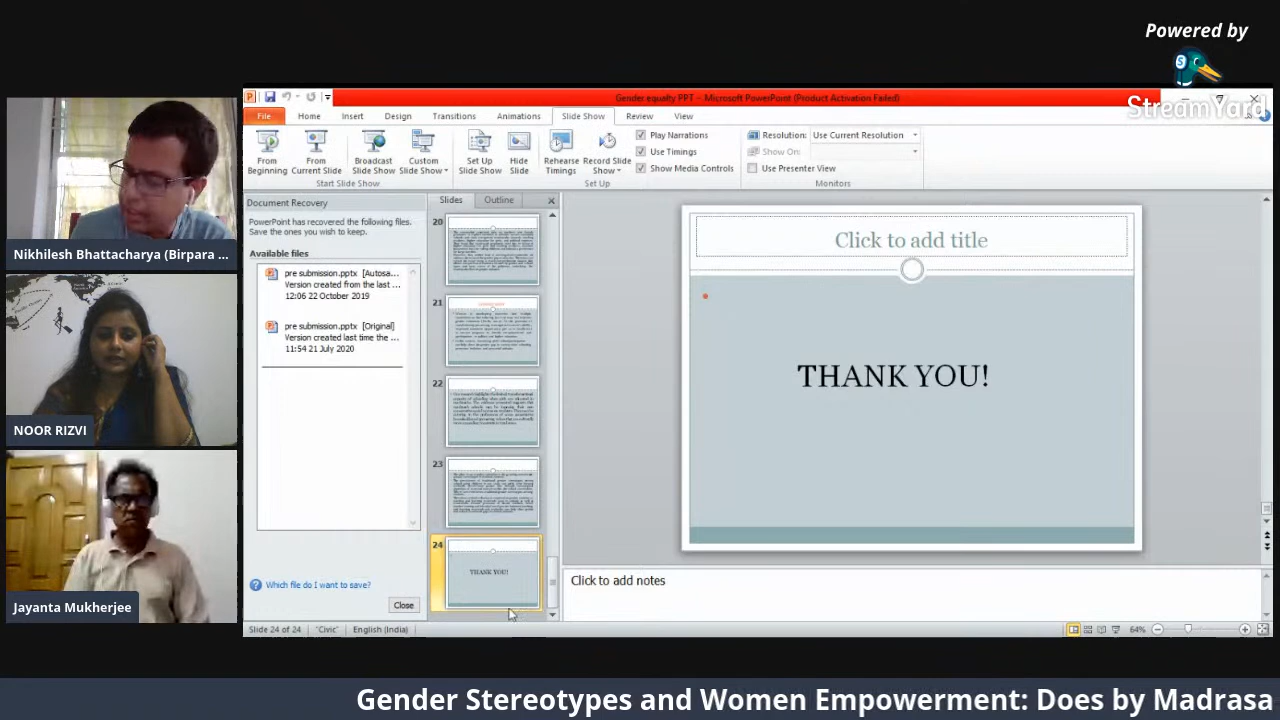 Powered by
StreamYard
Gender equalty PPT - Microsoft PowerPoint (Product Activation Failed)
File Home Insert Design Transitions Animations Slide Show Review View
From Beginning
From Current Slide
Broadcast Slide Show
Custom Slide Show
Start Slide Show
Set Up Slide Show
Hide Slide
Rehearse Timings
Record Slide Show
Play Narrations
Use Timings
Show Media Controls
Set Up
Resolution: Use Current Resolution
Show On:
Use Presenter View
Monitors
Document Recovery
PowerPoint has recovered the following files.
Save the ones you wish to keep.
Available files
pre submission.pptx [Autosa...
Version created from the last ...
12:06 22 October 2019
pre submission.pptx [Original]
Version created last time the ...
11:54 21 July 2020
Which file do I want to save?
Close
Slides Outline
20
21
22
23
24
THANK YOU!
Click to add title
THANK YOU!
Click to add notes
Slide 24 of 24 "Civic" English (India)
64%
Nikhilesh Bhattacharya (Birpara ...
NOOR RIZVI
Jayanta Mukherjee
Gender Stereotypes and Women Empowerment: Does by Madrasa